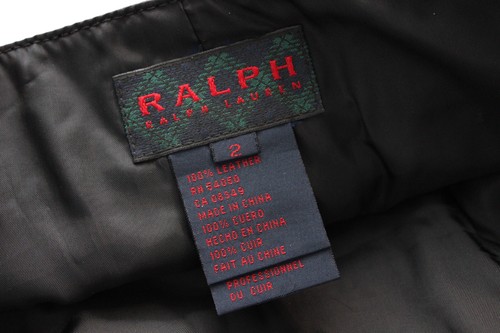 RALPH
RALPH LAUREN
2
100% LEATHER
RN 64050
CA 08349
MADE IN CHINA
100% CUERO
HECHO EN CHINA
100% CUIR
FAIT AU CHINE
PROFESSIONNEL
DU CUIR